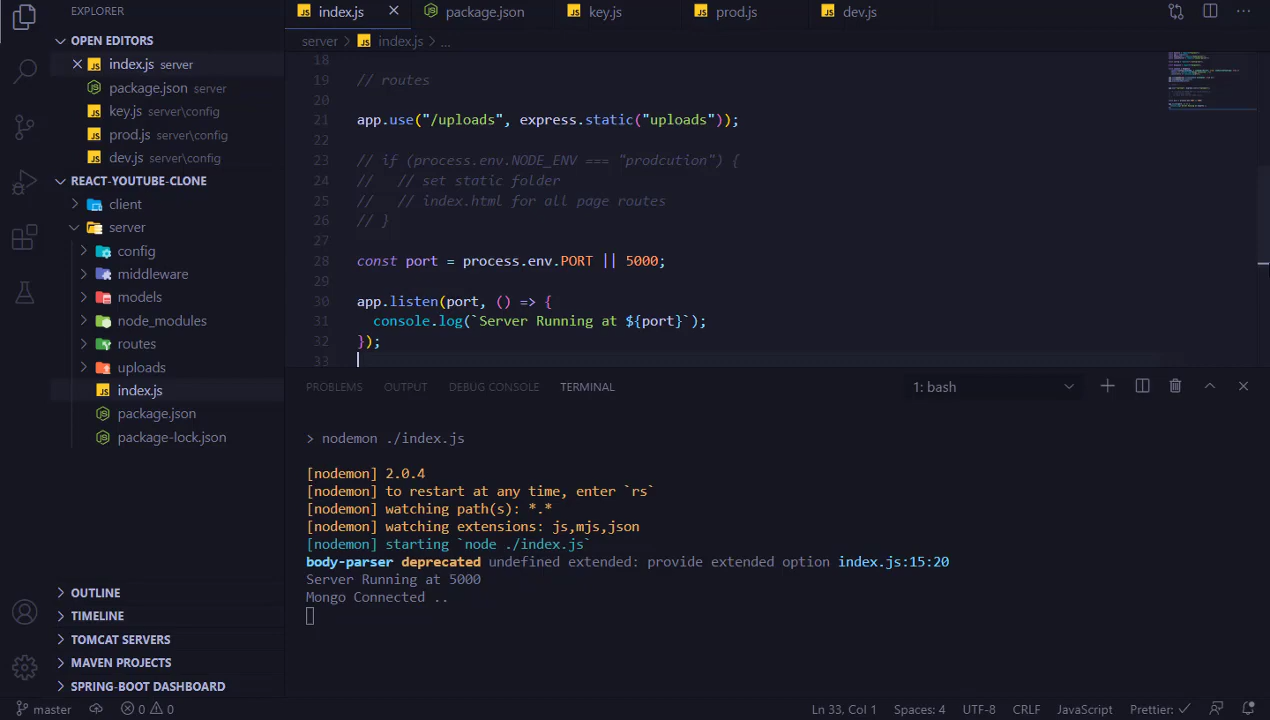 EXPLORER
OPEN EDITORS
index.js server
package.json server
key.js server\config
prod.js server\config
dev.js server\config
REACT-YOUTUBE-CLONE
client
server
config
middleware
models
node_modules
routes
uploads
index.js
package.json
package-lock.json
OUTLINE
TIMELINE
TOMCAT SERVERS
MAVEN PROJECTS
SPRING-BOOT DASHBOARD
index.js package.json key.js prod.js dev.js
server > index.js > ...
18
19 // routes
20
21 app.use("/uploads", express.static("uploads"));
22
23 // if (process.env.NODE_ENV === "prodcution") {
24 //   // set static folder
25 //   // index.html for all page routes
26 // }
27
28 const port = process.env.PORT || 5000;
29
30 app.listen(port, () => {
31   console.log(`Server Running at ${port}`);
32 });
33
PROBLEMS OUTPUT DEBUG CONSOLE TERMINAL 1: bash
> nodemon ./index.js
[nodemon] 2.0.4
[nodemon] to restart at any time, enter `rs`
[nodemon] watching path(s): *.*
[nodemon] watching extensions: js,mjs,json
[nodemon] starting `node ./index.js`
body-parser deprecated undefined extended: provide extended option index.js:15:20
Server Running at 5000
Mongo Connected ..
master 0 0 Ln 33, Col 1 Spaces: 4 UTF-8 CRLF JavaScript Prettier: ✓